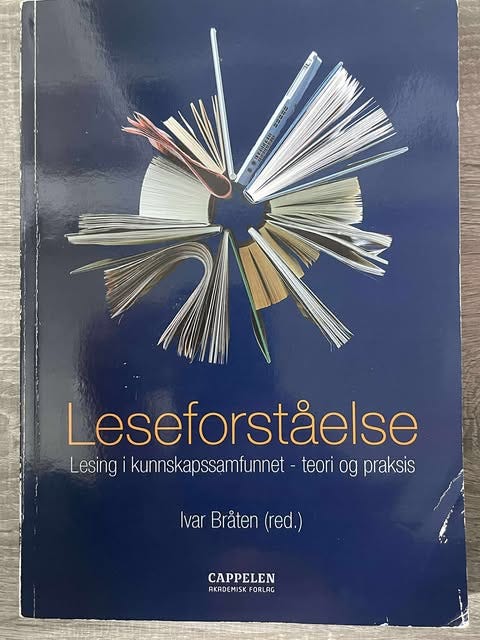 Leseforståelse
Lesing i kunnskapssamfunnet - teori og praksis
Ivar Bråten (red.)
CAPPELEN
AKADEMISK FORLAG